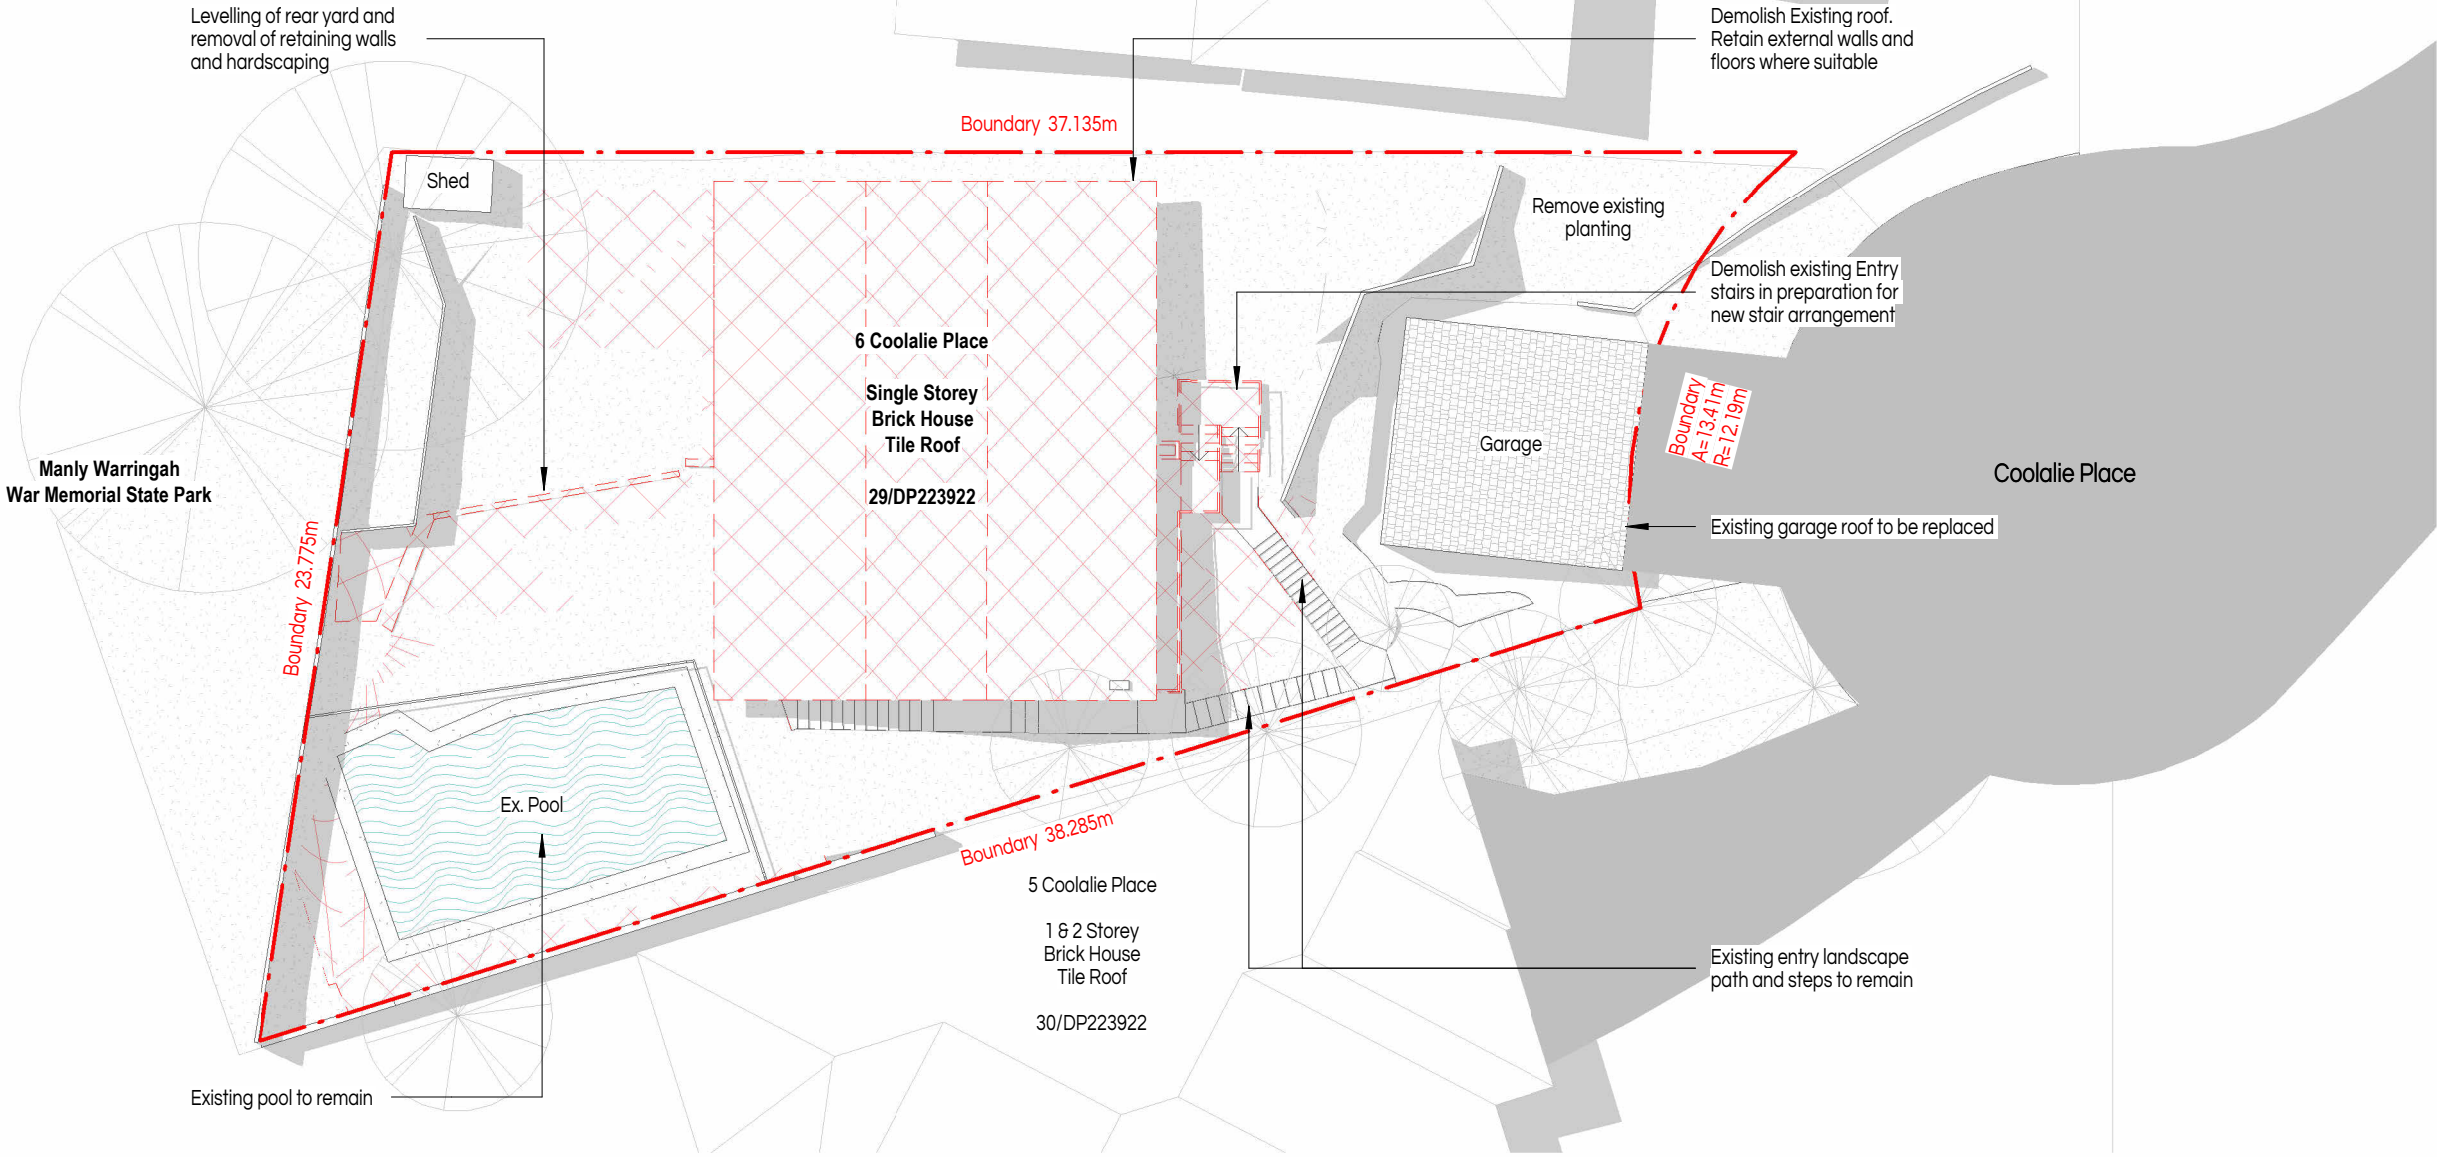 Levelling of rear yard and
removal of retaining walls
and hardscaping
Demolish Existing roof.
Retain external walls and
floors where suitable
Boundary 37.135m
Shed
Remove existing
planting
Demolish existing Entry
stairs in preparation for
new stair arrangement
6 Coolalie Place
Single Storey
Brick House
Tile Roof
29/DP223922
Boundary
A=13.41m
R=12.19m
Garage
Manly Warringah
War Memorial State Park
Coolalie Place
Existing garage roof to be replaced
Boundary 23.775m
Ex. Pool
Boundary 38.285m
5 Coolalie Place
1 & 2 Storey
Brick House
Tile Roof
30/DP223922
Existing entry landscape
path and steps to remain
Existing pool to remain